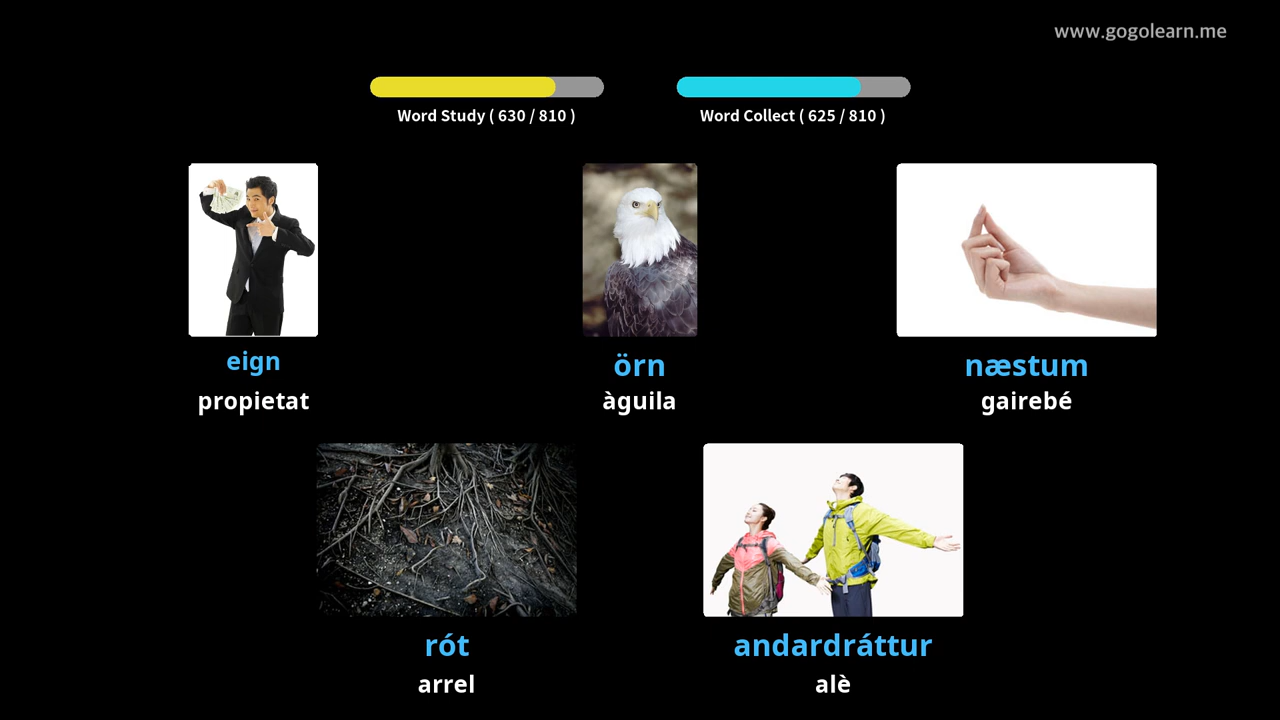 www.gogolearn.me
Word Study ( 630 / 810 )
Word Collect ( 625 / 810 )
eign
propietat
örn
àguila
næstum
gairebé
rót
arrel
andardráttur
alè